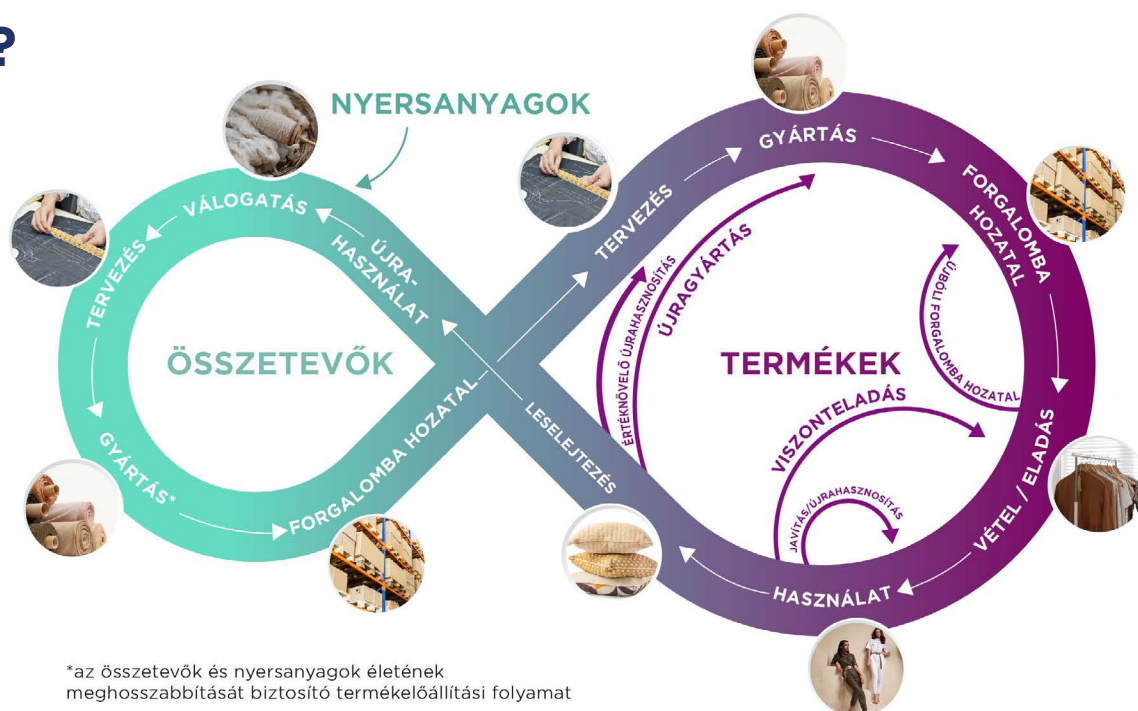 ?
NYERSANYAGOK
VÁLOGATÁS
TERVEZÉS
GYÁRTÁS*
FORGALOMBA HOZATAL
ÚJRA-
HASZNÁLAT
ÖSSZETEVŐK
LESELEJTEZÉS
TERVEZÉS
GYÁRTÁS
FORGALOMBA
HOZATAL
VÉTEL / ELADÁS
HASZNÁLAT
TERMÉKEK
ÉRTÉKNÖVELŐ ÚJRAHASZNOSÍTÁS
ÚJRAGYÁRTÁS
ÚJBÓLI FORGALOMBA HOZATAL
VISZONTELADÁS
JAVÍTÁS/ÚJRAHASZNOSÍTÁS
*az összetevők és nyersanyagok életének
meghosszabbítását biztosító termékelőállítási folyamat